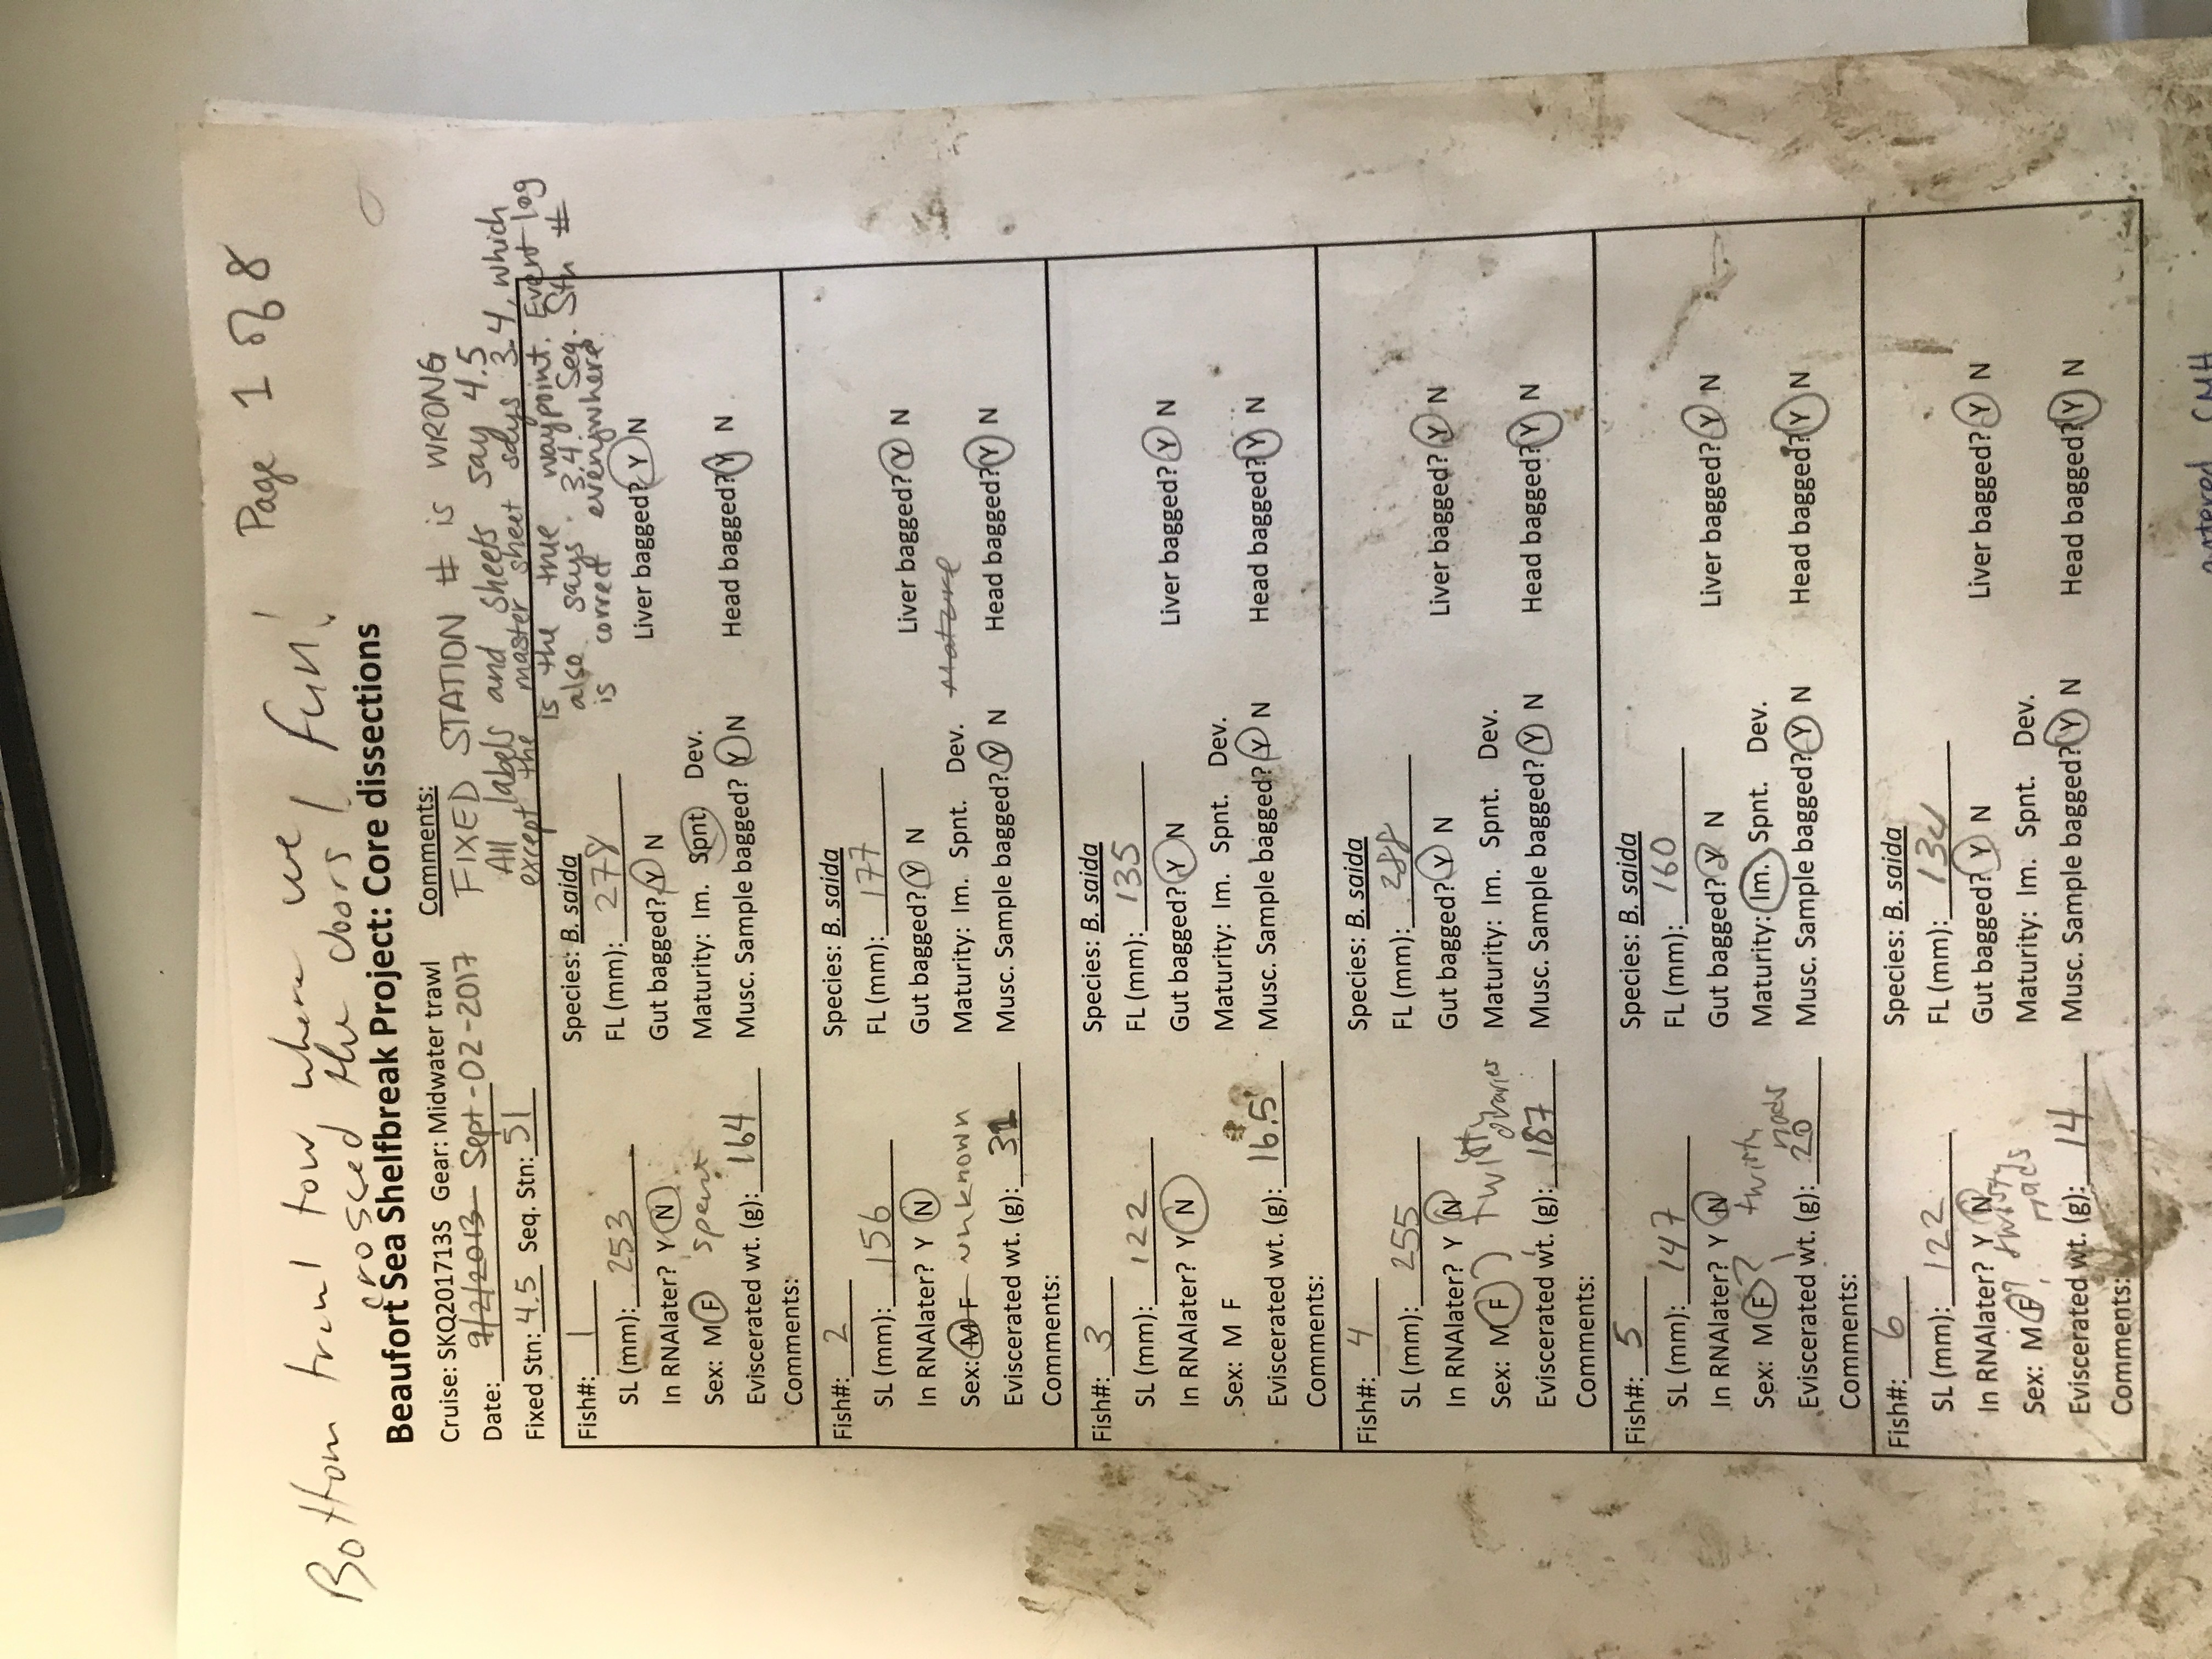 Bottom trawl tow where we
crossed the doors! Fun! Page 1 of 8
Beaufort Sea Shelfbreak Project: Core dissections
Cruise: SKQ201713S Gear: Midwater trawl Comments:
Date: 9/2/2013 Sept-02-2017
Fixed Stn: 4.5 Seq. Stn: 51
FIXED STATION # is WRONG
All labels and sheets say 4.5
except the master sheet says 3.4, which
is the true waypoint. Event log
also says 3.4. Seq. Stn #
is correct everywhere
Fish#: 1 Species: B. saida
SL (mm): 253 FL (mm): 278 Liver bagged? Y N
In RNAlater? Y N Gut bagged? Y N
Sex: M F spent Maturity: Im. Spnt. Dev. Head bagged? Y N
Eviscerated wt. (g): 164 Musc. Sample bagged? Y N
Comments:
Fish#: 2 Species: B. saida
SL (mm): 156 FL (mm): 177
In RNAlater? Y N Gut bagged? Y N Liver bagged? Y N
Sex: M F unknown Maturity: Im. Spnt. Dev. Mature
Eviscerated wt. (g): 31 Musc. Sample bagged? Y N Head bagged? Y N
Comments:
Fish#: 3 Species: B. saida
SL (mm): 122 FL (mm): 135
In RNAlater? Y N Gut bagged? Y N Liver bagged? Y N
Sex: M F Maturity: Im. Spnt. Dev.
Eviscerated wt. (g): 16.5 Musc. Sample bagged? Y N Head bagged? Y N
Comments:
Fish#: 4 Species: B. saida
SL (mm): 255 FL (mm): 288
In RNAlater? Y N Gut bagged? Y N Liver bagged? Y N
Sex: M F ovaries Maturity: Im. Spnt. Dev.
Eviscerated wt. (g): 187 Musc. Sample bagged? Y N Head bagged? Y N
Comments:
Fish#: 5 Species: B. saida
SL (mm): 147 FL (mm): 160
In RNAlater? Y N Gut bagged? Y N Liver bagged? Y N
Sex: M F? nads Maturity: Im. Spnt. Dev.
Eviscerated wt. (g): 20 Musc. Sample bagged? Y N Head bagged? Y N
Comments:
Fish#: 6 Species: B. saida
SL (mm): 122 FL (mm): 134
In RNAlater? Y N Gut bagged? Y N Liver bagged? Y N
Sex: M F? nads Maturity: Im. Spnt. Dev.
Eviscerated wt. (g): 14 Musc. Sample bagged? Y N Head bagged? Y N
Comments:
entered CMH